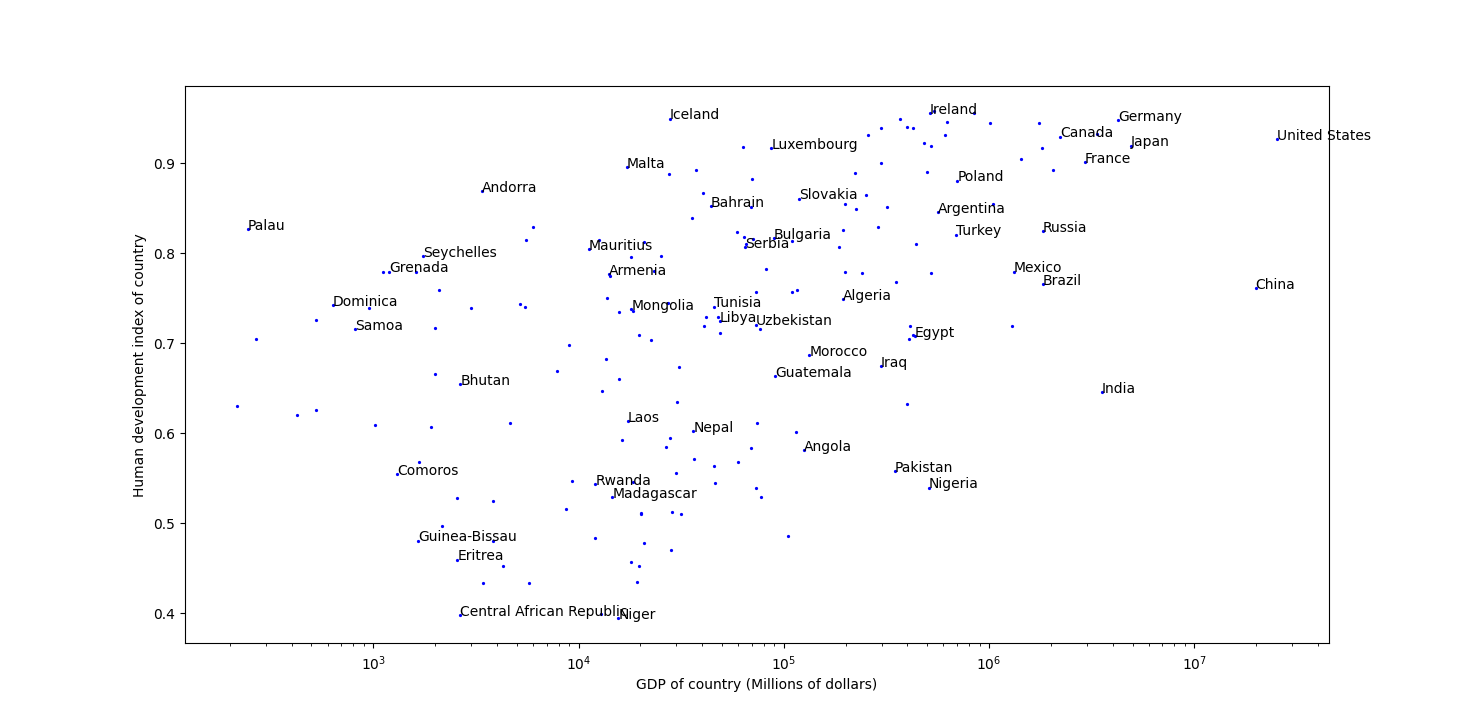 Iceland
Ireland
Germany
Canada
United States
Japan
Luxembourg
France
Malta
Poland
Andorra
Slovakia
Bahrain
Argentina
Palau
Russia
Turkey
Bulgaria
Serbia
Mauritius
Seychelles
Grenada
Armenia
Mexico
Brazil
China
Algeria
Dominica
Mongolia
Tunisia
Libya
Uzbekistan
Samoa
Egypt
Morocco
Iraq
Guatemala
Bhutan
India
Laos
Nepal
Angola
Comoros
Pakistan
Rwanda
Nigeria
Madagascar
Guinea-Bissau
Eritrea
Central African Republic
Niger
0.9
0.8
0.7
0.6
0.5
0.4
Human development index of country
10³
10⁴
10⁵
10⁶
10⁷
GDP of country (Millions of dollars)